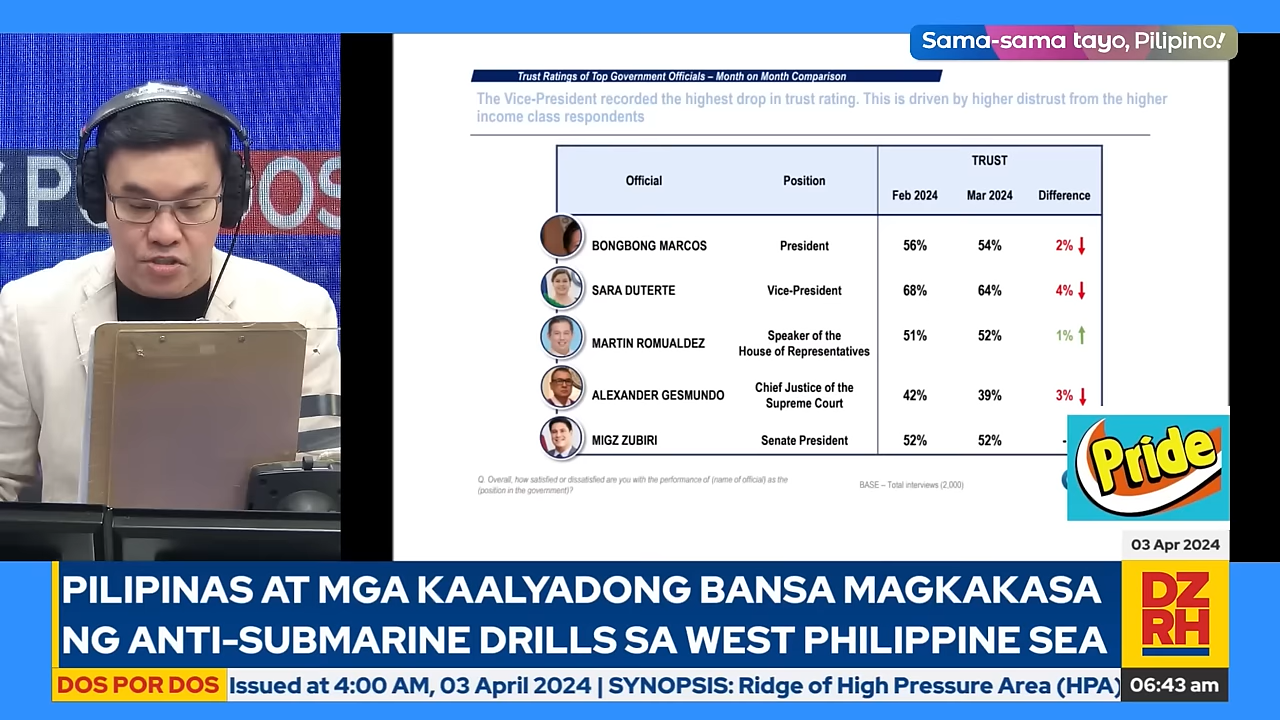 Sama-sama tayo, Pilipino!
Trust Ratings of Top Government Officials – Month on Month Comparison
The Vice-President recorded the highest drop in trust rating. This is driven by higher distrust from the higher
income class respondents
TRUST
Official Position Feb 2024 Mar 2024 Difference
BONGBONG MARCOS President 56% 54% 2%
SARA DUTERTE Vice-President 68% 64% 4%
MARTIN ROMUALDEZ Speaker of the House of Representatives 51% 52% 1%
ALEXANDER GESMUNDO Chief Justice of the Supreme Court 42% 39% 3%
MIGZ ZUBIRI Senate President 52% 52% -
Q. Overall, how satisfied or dissatisfied are you with the performance of (name of official) as the
(position in the government)?
BASE – Total interviews (2,000)
Pride
03 Apr 2024
PILIPINAS AT MGA KAALYADONG BANSA MAGKAKASA
NG ANTI-SUBMARINE DRILLS SA WEST PHILIPPINE SEA
DZ
RH
DOS POR DOS
Issued at 4:00 AM, 03 April 2024 | SYNOPSIS: Ridge of High Pressure Area (HPA)
06:43 am